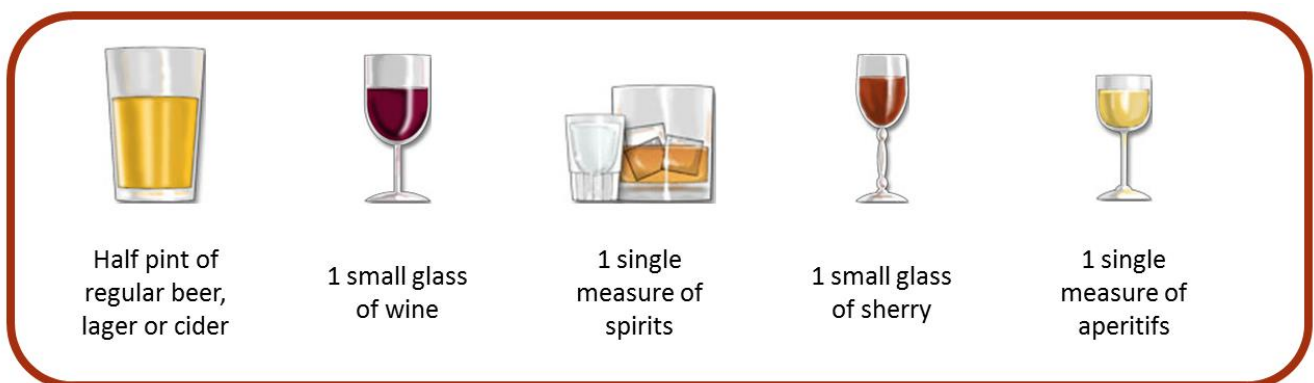 Half pint of
regular beer,
lager or cider
1 small glass
of wine
1 single
measure of
spirits
1 small glass
of sherry
1 single
measure of
aperitifs